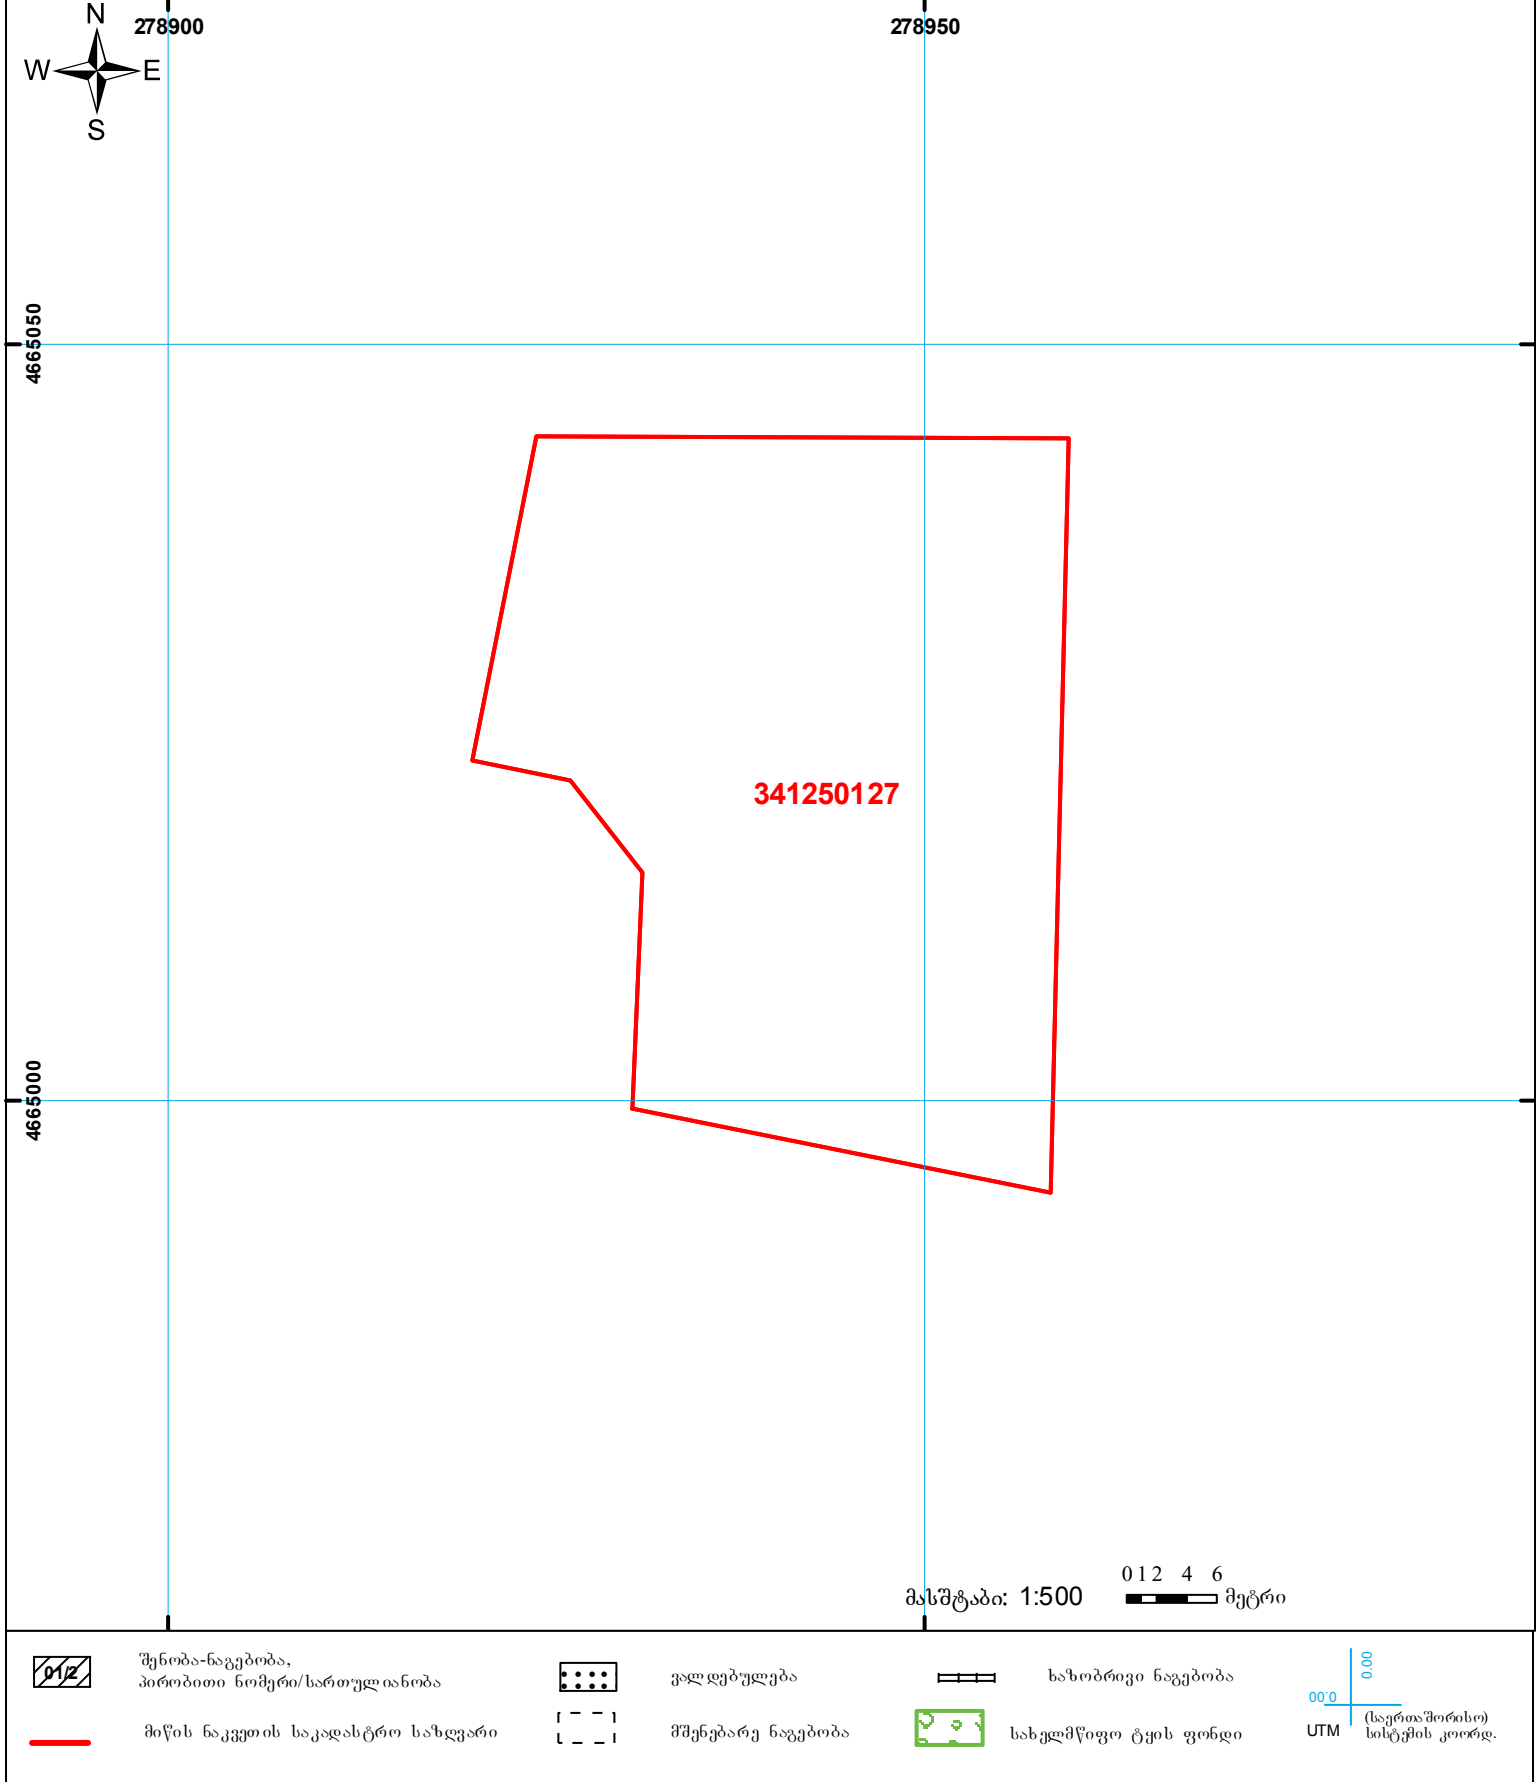 N
278900
278950
W
E
S
4665050
341250127
4665000
0 1 2 4 6
მასშტაბი: 1:500
მეტრი
01/2
შენობა-ნაგებობა,
პირობითი ნომერი/სართულიანობა
ვალდებულება
ხაზობრივი ნაგებობა
0.00
0.00
მიწის ნაკვეთის საკადასტრო საზღვარი
მშენებარე ნაგებობა
სახელმწიფო ტყის ფონდი
UTM
(საერთაშორისო)
სისტემის კოორდ.